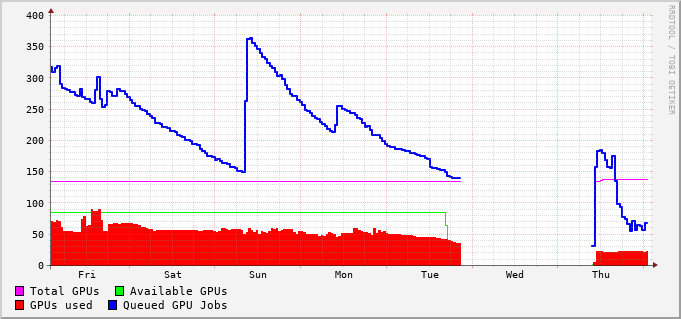 400
350
300
250
200
150
100
50
0
Fri Sat Sun Mon Tue Wed Thu
RRDTOOL / TOBI OETIKER
Total GPUs Available GPUs
GPUs used Queued GPU Jobs